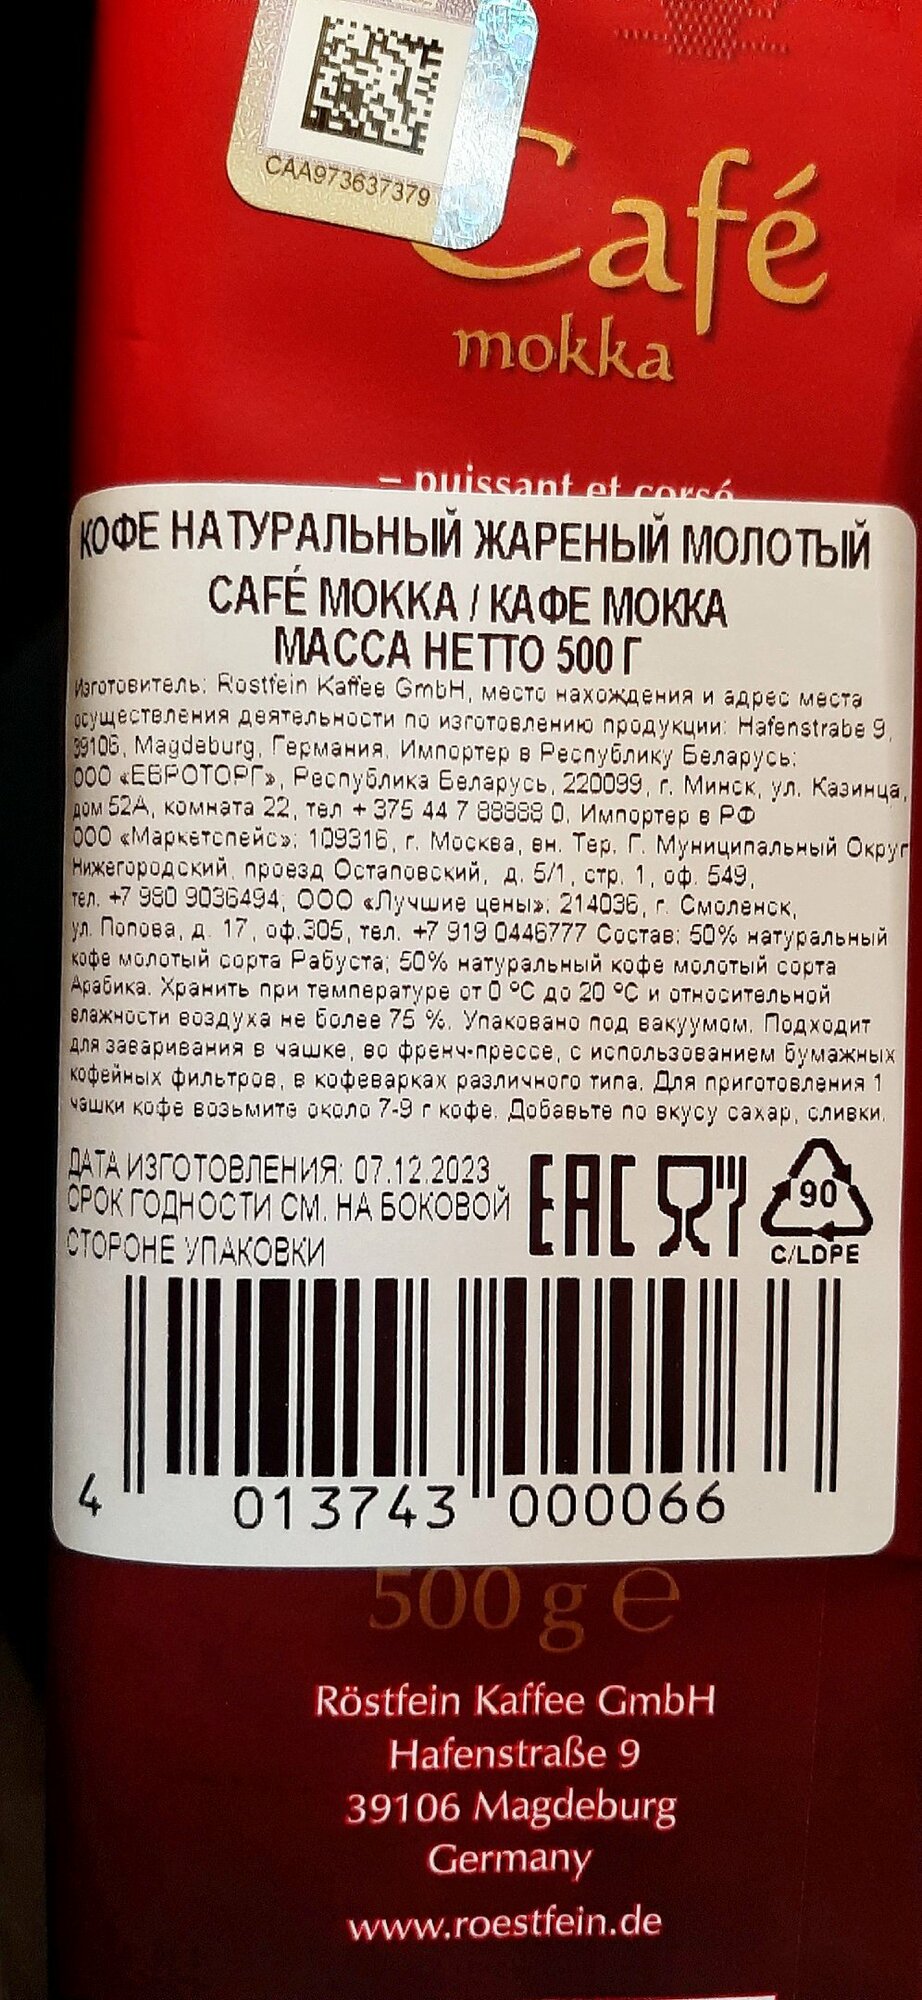 CAA973637379
Café
mokka
– puissant et corsé
КОФЕ НАТУРАЛЬНЫЙ ЖАРЕНЫЙ МОЛОТЫЙ
CAFÉ MOKKA / КАФЕ МОККА
МАССА НЕТТО 500 Г
Изготовитель: Rostfein Kaffee GmbH, место нахождения и адрес места
осуществления деятельности по изготовлению продукции: Hafenstrabe 9,
39106, Magdeburg, Германия. Импортер в Республику Беларусь:
ООО «ЕВРОТОРГ», Республика Беларусь, 220099, г. Минск, ул. Казинца,
дом 52А, комната 22, тел +375 44 7 88888 0. Импортер в РФ
ООО «Маркетспейс»: 109316, г. Москва, вн. Тер. Г. Муниципальный Округ
Нижегородский, проезд Остаповский, д. 5/1, стр. 1, оф. 549,
тел. +7 980 9036494; ООО «Лучшие цены»: 214036, г. Смоленск,
ул. Попова, д. 17, оф.305, тел. +7 919 0446777 Состав: 50% натуральный
кофе молотый сорта Рабуста; 50% натуральный кофе молотый сорта
Арабика. Хранить при температуре от 0 °С до 20 °С и относительной
влажности воздуха не более 75 %. Упаковано под вакуумом. Подходит
для заваривания в чашке, во френч-прессе, с использованием бумажных
кофейных фильтров, в кофеварках различного типа. Для приготовления 1
чашки кофе возьмите около 7-9 г кофе. Добавьте по вкусу сахар, сливки.
ДАТА ИЗГОТОВЛЕНИЯ: 07.12.2023
СРОК ГОДНОСТИ СМ. НА БОКОВОЙ
СТОРОНЕ УПАКОВКИ
EAC
90
C/LDPE
4 013743 000066
500 g ℮
Röstfein Kaffee GmbH
Hafenstraße 9
39106 Magdeburg
Germany
www.roestfein.de